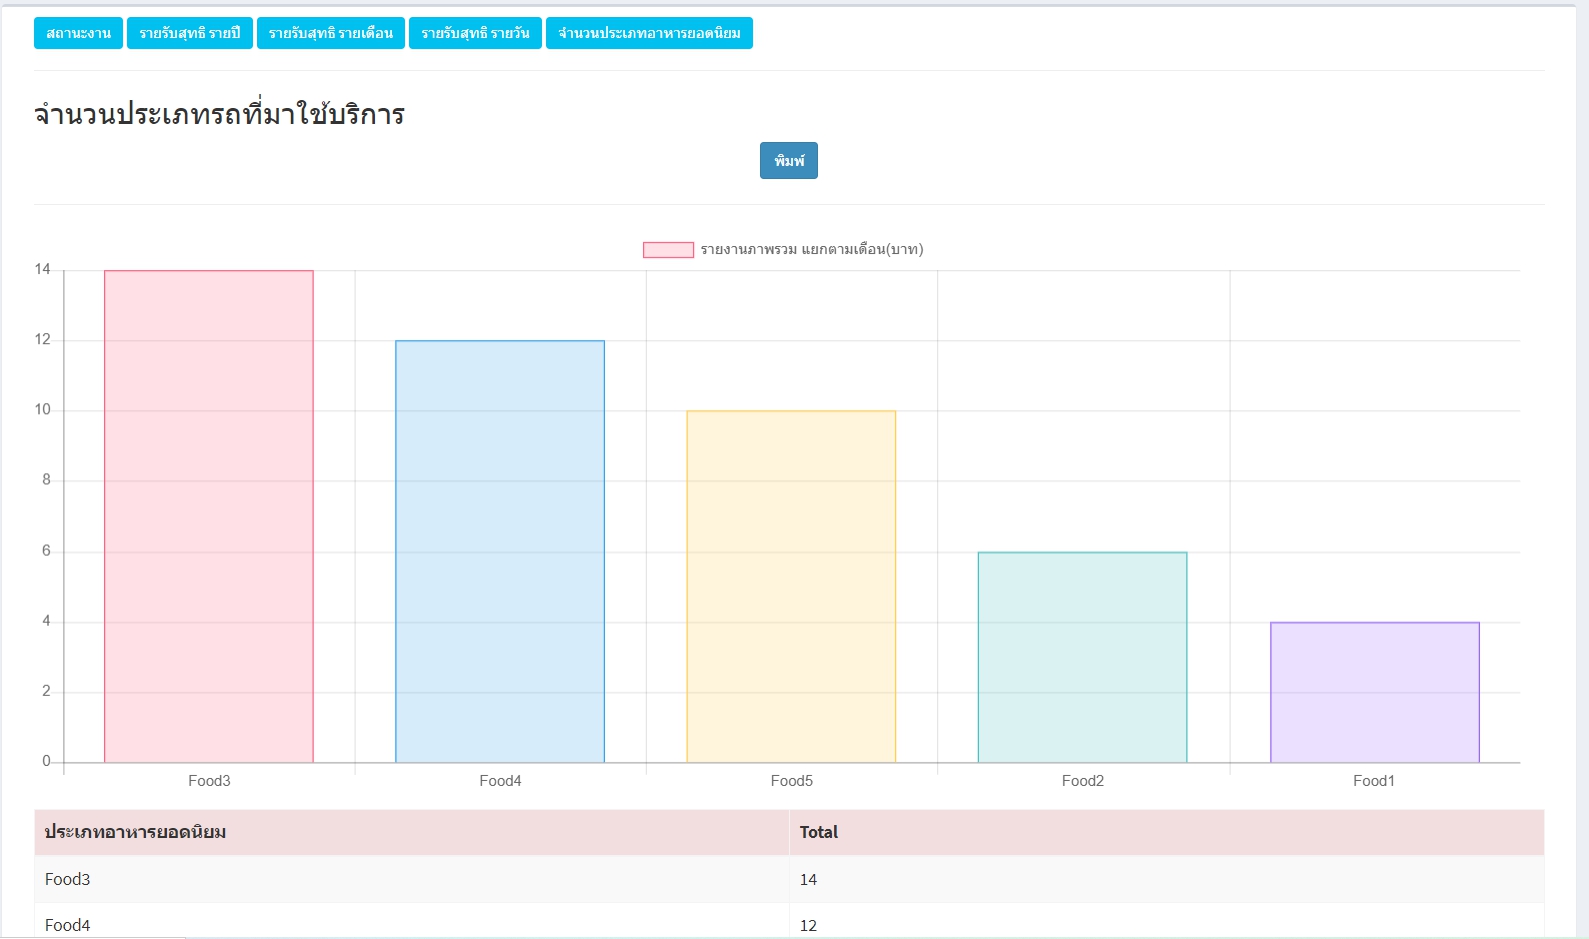 สถานะงาน รายรับสุทธิ รายปี รายรับสุทธิ รายเดือน รายรับสุทธิ รายวัน จำนวนประเภทอาหารยอดนิยม
จำนวนประเภทรถที่มาใช้บริการ
พิมพ์
รายงานภาพรวม แยกตามเดือน(บาท)
14
12
10
8
6
4
2
0
Food3 Food4 Food5 Food2 Food1
ประเภทอาหารยอดนิยม Total
Food3 14
Food4 12